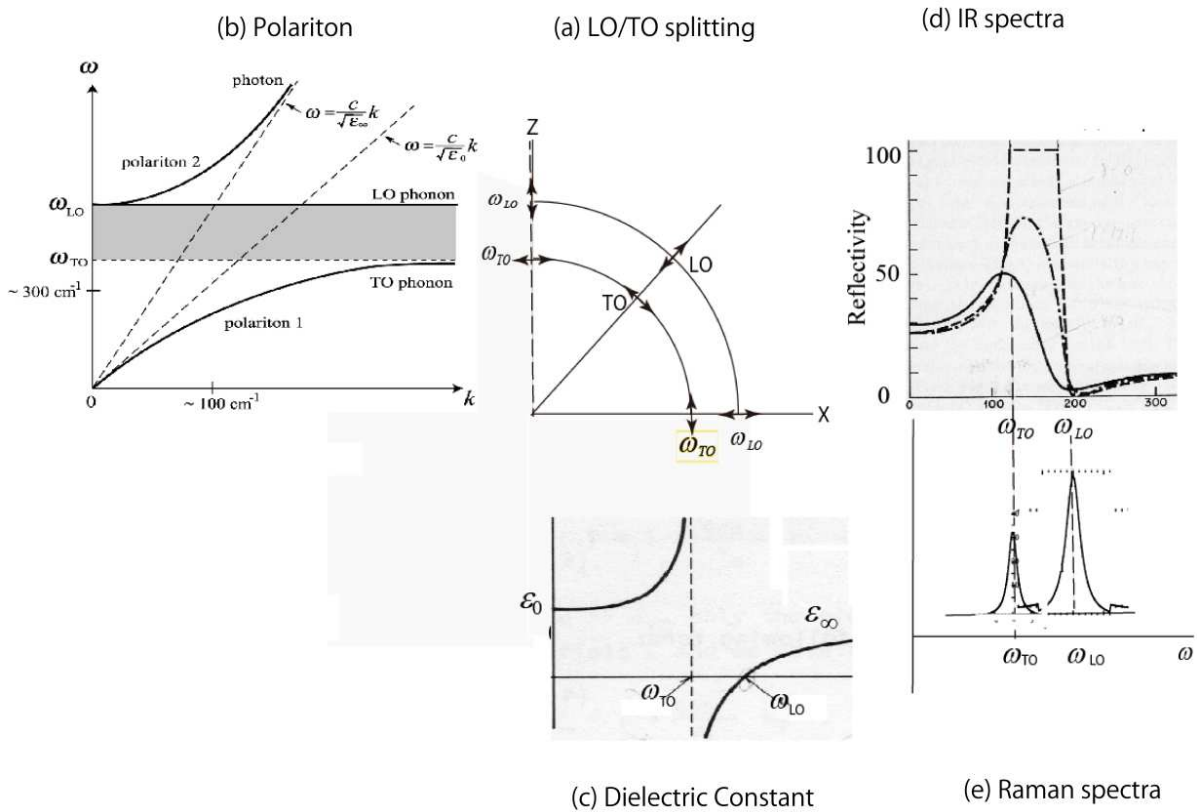 (b) Polariton
(a) LO/TO splitting
(d) IR spectra
ω
photon
ω = c/√ε∞ k
ω = c/√ε0 k
polariton 2
LO phonon
ωLO
ωTO
TO phonon
~ 300 cm-1
polariton 1
0
~ 100 cm-1
k
Z
ωLO
ωTO
LO
TO
X
ωTO
ωLO
100
50
0
Reflectivity
0
100
200
300
ωTO
ωLO
ωTO
ωLO
ω
ε0
ε∞
ωTO
ωLO
(c) Dielectric Constant
(e) Raman spectra